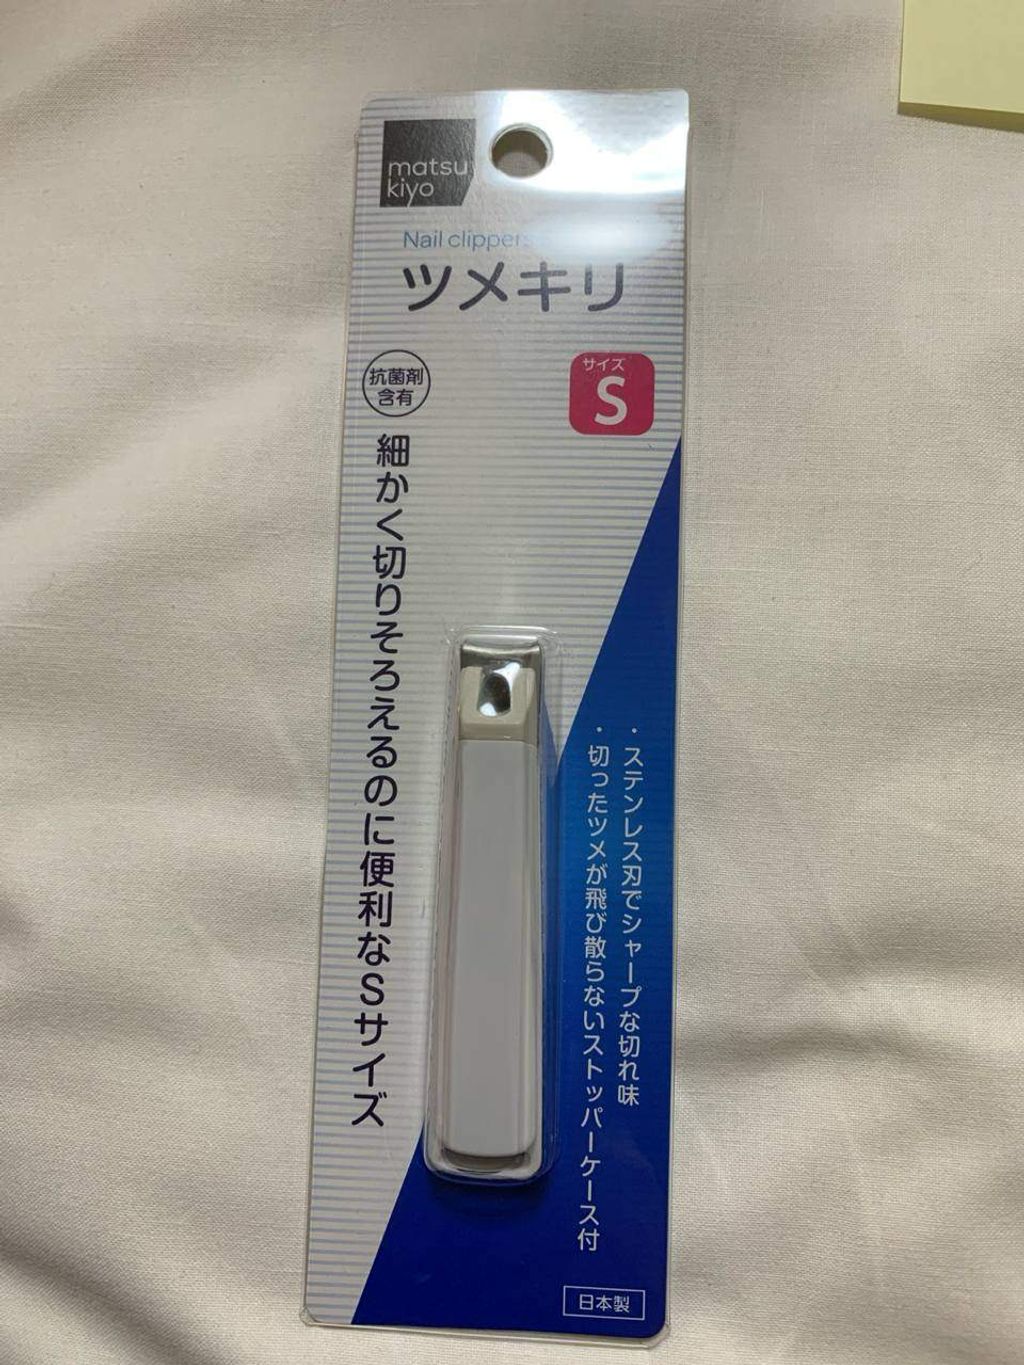 matsu
kiyo
Nail clippers
ツメキリ
抗菌剤
含有
サイズ
S
細かく切りそろえるのに便利なSサイズ
・ステンレス刃でシャープな切れ味
・切ったツメが飛び散らないストッパーケース付
日本製